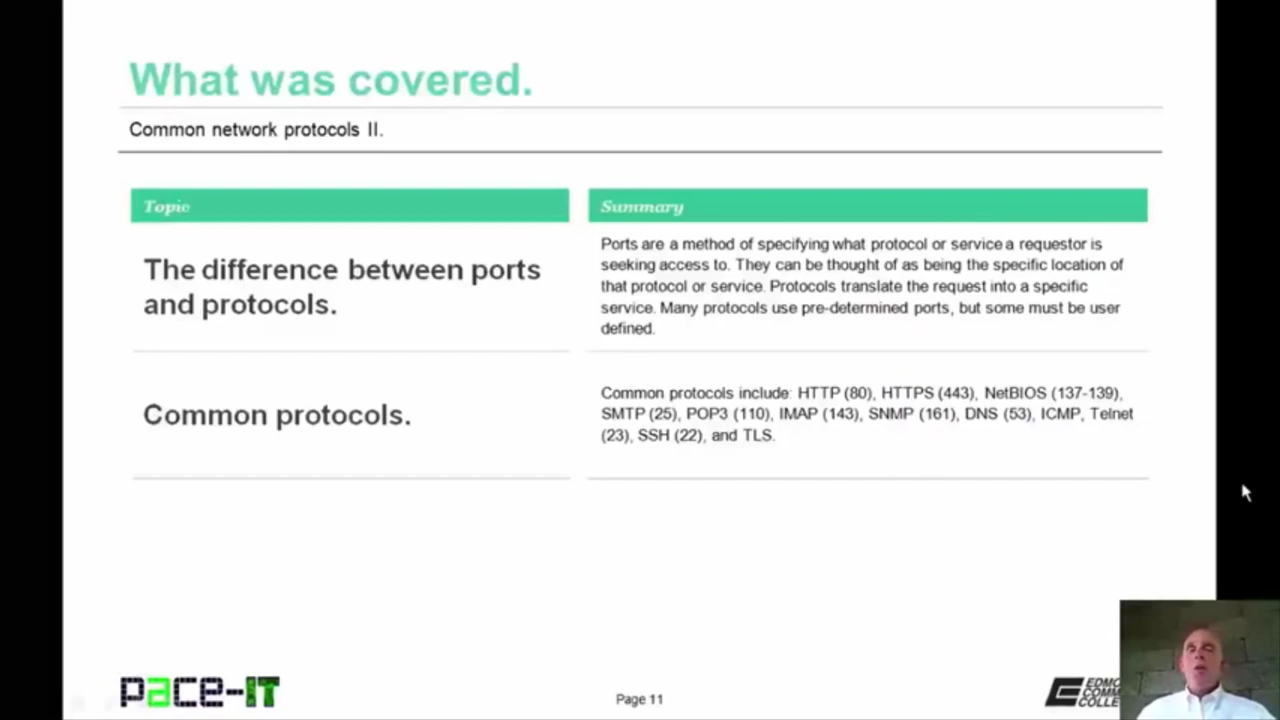 What was covered.
Common network protocols II.
Topic
Summary
The difference between ports
and protocols.
Ports are a method of specifying what protocol or service a requestor is
seeking access to. They can be thought of as being the specific location of
that protocol or service. Protocols translate the request into a specific
service. Many protocols use pre-determined ports, but some must be user
defined.
Common protocols.
Common protocols include: HTTP (80), HTTPS (443), NetBIOS (137-139),
SMTP (25), POP3 (110), IMAP (143), SNMP (161), DNS (53), ICMP, Telnet
(23), SSH (22), and TLS.
pace-IT
Page 11